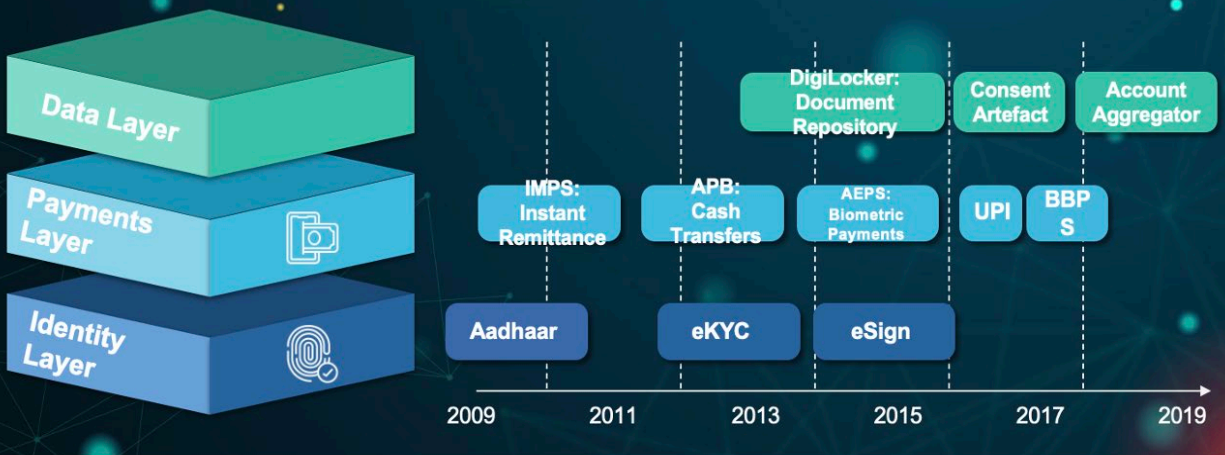 Data Layer
DigiLocker:
Document
Repository
Consent
Artefact
Account
Aggregator
Payments
Layer
IMPS:
Instant
Remittance
APB:
Cash
Transfers
AEPS:
Biometric
Payments
UPI
BBP
S
Identity
Layer
Aadhaar
eKYC
eSign
2009
2011
2013
2015
2017
2019